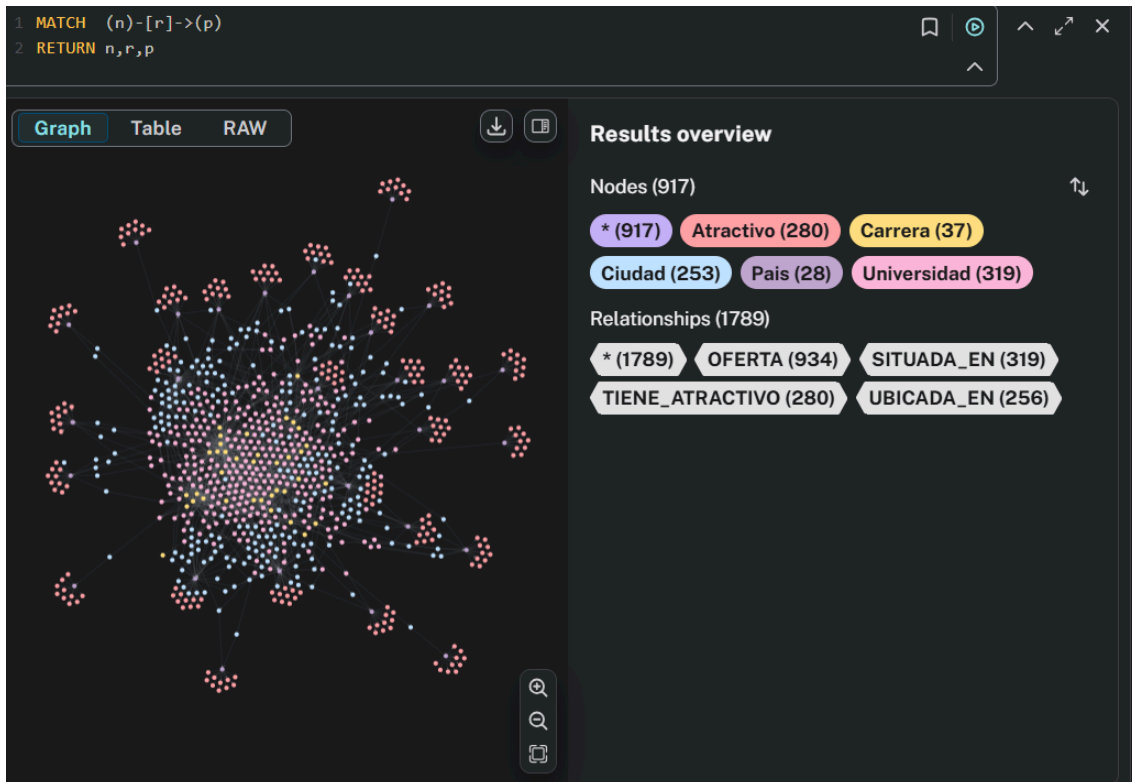 1 MATCH (n)-[r]->(p)
2 RETURN n,r,p
Graph Table RAW
Results overview
Nodes (917)
* (917) Atractivo (280) Carrera (37)
Ciudad (253) Pais (28) Universidad (319)
Relationships (1789)
* (1789) OFERTA (934) SITUADA_EN (319)
TIENE_ATRACTIVO (280) UBICADA_EN (256)